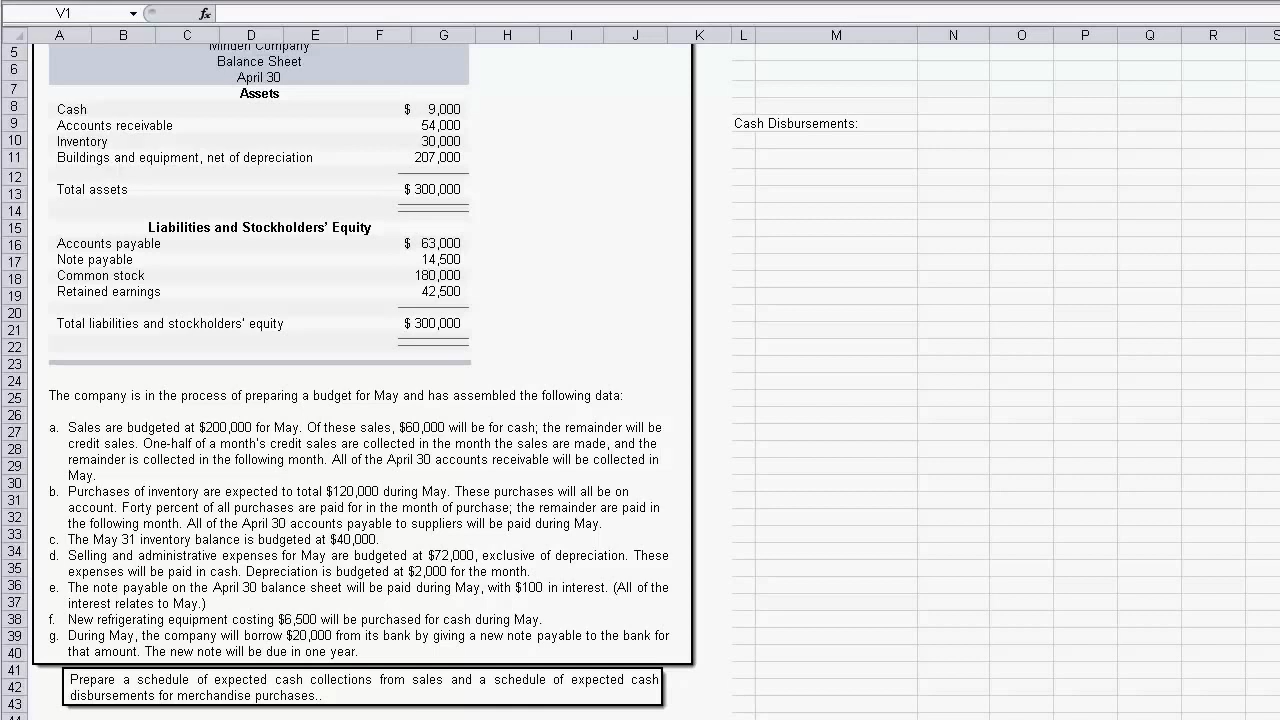 V1 fx
A B C D E F G H I J K L M N O P Q R S
5 Minden Company
6 Balance Sheet
7 April 30
8 Assets
9 Cash $ 9,000 Cash Disbursements:
10 Accounts receivable 54,000
11 Inventory 30,000
12 Buildings and equipment, net of depreciation 207,000
13 Total assets $ 300,000
14
15 Liabilities and Stockholders' Equity
16 Accounts payable $ 63,000
17 Note payable 14,500
18 Common stock 180,000
19 Retained earnings 42,500
20
21 Total liabilities and stockholders' equity $ 300,000
22
23
24
25 The company is in the process of preparing a budget for May and has assembled the following data:
26
27 a. Sales are budgeted at $200,000 for May. Of these sales, $60,000 will be for cash; the remainder will be
28 credit sales. One-half of a month's credit sales are collected in the month the sales are made, and the
29 remainder is collected in the following month. All of the April 30 accounts receivable will be collected in
30 May.
31 b. Purchases of inventory are expected to total $120,000 during May. These purchases will all be on
32 account. Forty percent of all purchases are paid for in the month of purchase; the remainder are paid in
33 the following month. All of the April 30 accounts payable to suppliers will be paid during May.
34 c. The May 31 inventory balance is budgeted at $40,000.
35 d. Selling and administrative expenses for May are budgeted at $72,000, exclusive of depreciation. These
36 expenses will be paid in cash. Depreciation is budgeted at $2,000 for the month.
37 e. The note payable on the April 30 balance sheet will be paid during May, with $100 in interest. (All of the
38 interest relates to May.)
39 f. New refrigerating equipment costing $6,500 will be purchased for cash during May.
40 g. During May, the company will borrow $20,000 from its bank by giving a new note payable to the bank for
41 that amount. The new note will be due in one year.
42 Prepare a schedule of expected cash collections from sales and a schedule of expected cash
43 disbursements for merchandise purchases..